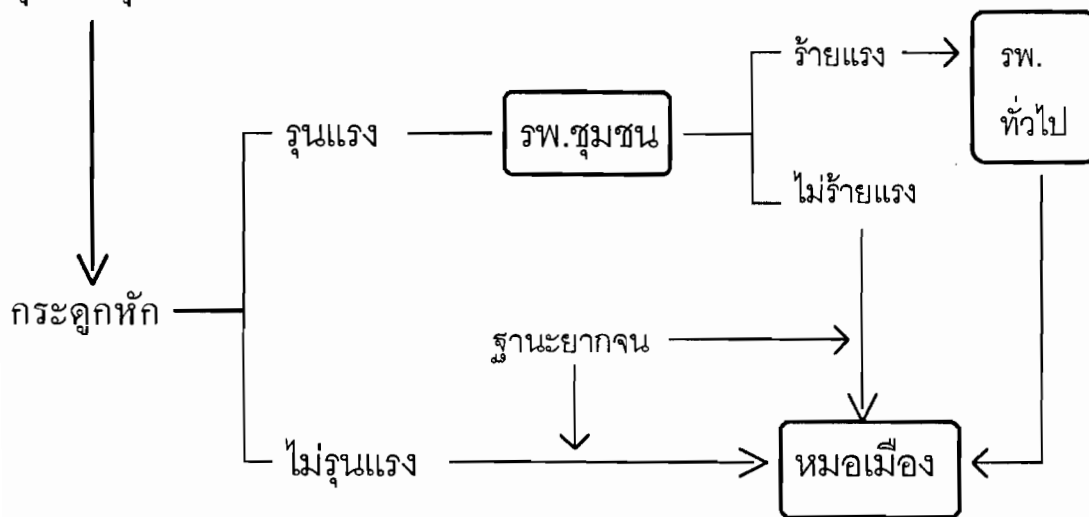 ร้ายแรง
รพ.
ทั่วไป
รุนแรง
รพ.ชุมชน
ไม่ร้ายแรง
กระดูกหัก
ฐานะยากจน
ไม่รุนแรง
หมอเมือง